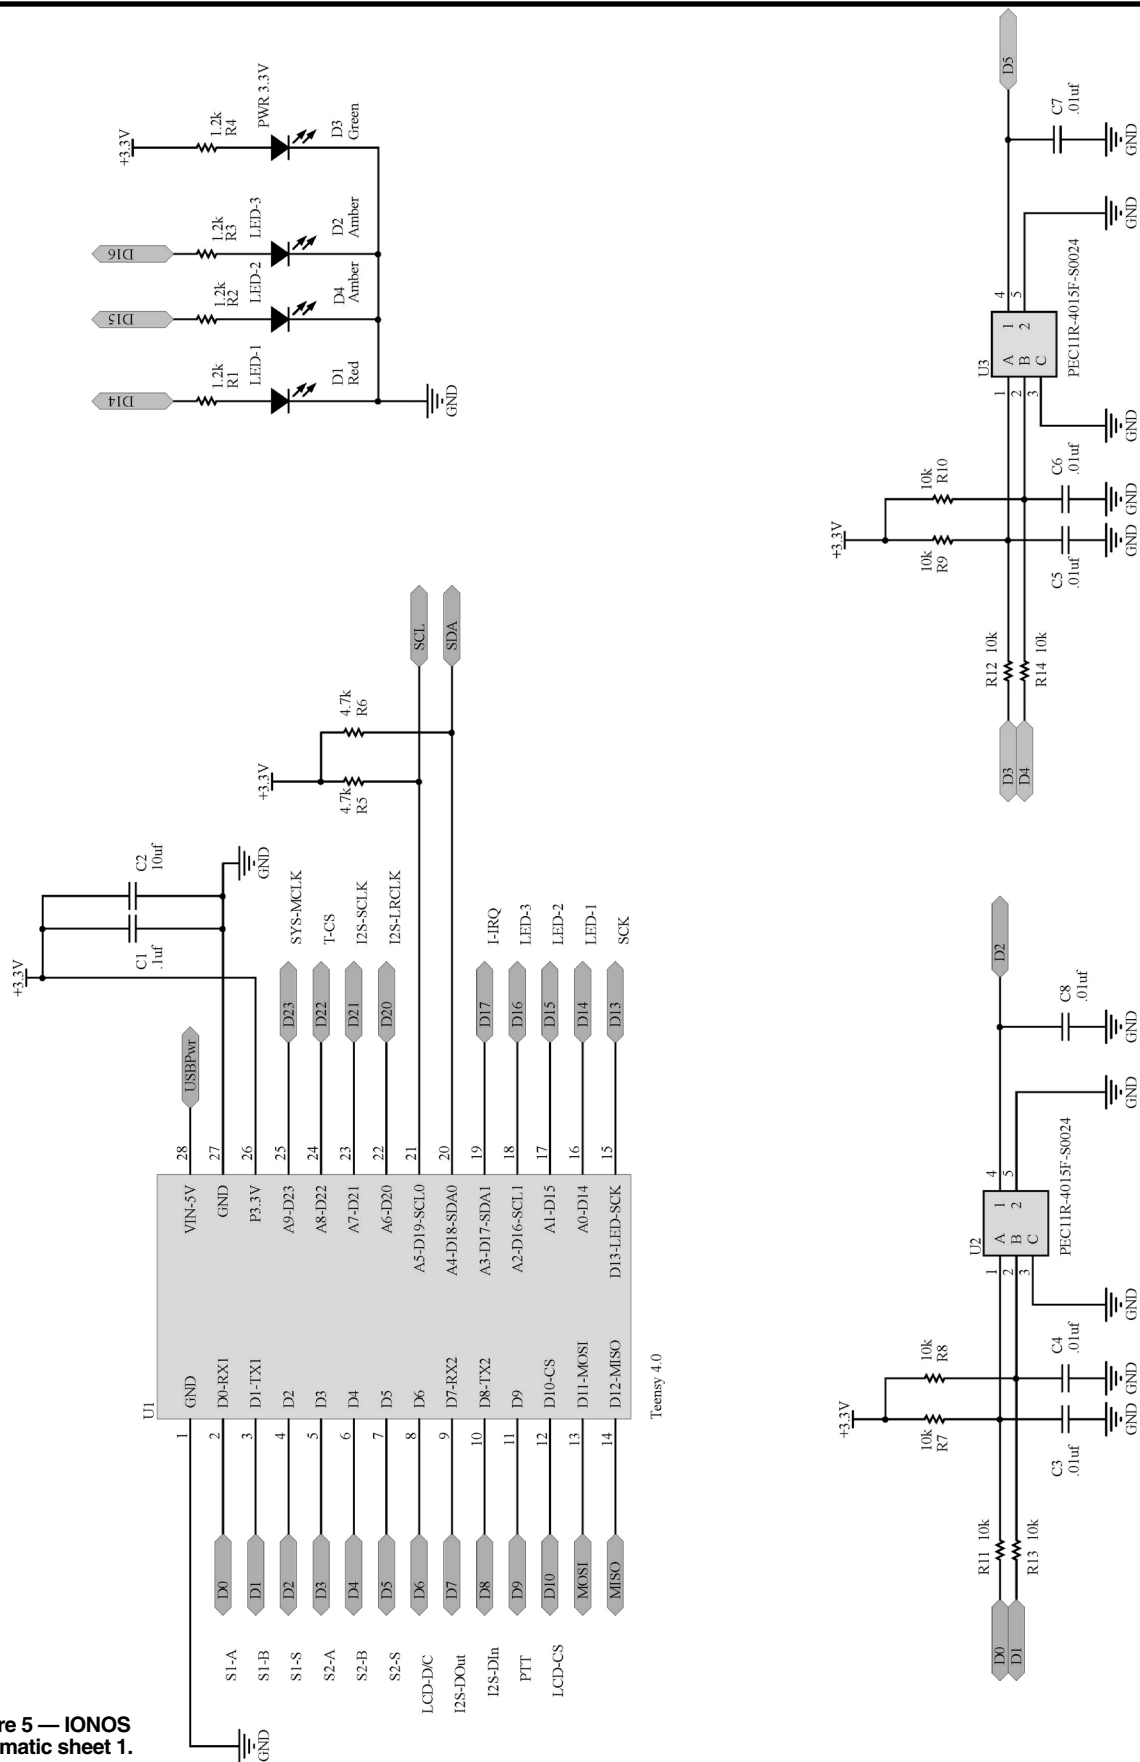 +3.3V
1.2k
R4
PWR 3.3V
D3
Green
D16
1.2k
R3
LED-3
D2
Amber
D15
1.2k
R2
LED-2
D4
Amber
D14
1.2k
R1
LED-1
D1
Red
GND
+3.3V
C1
.1uf
C2
10uf
GND
USBPwr
D23
SYS-MCLK
D22
T-CS
D21
I2S-SCLK
D20
I2S-LRCLK
+3.3V
4.7k
R5
4.7k
R6
SCL
SDA
D17
I-IRQ
D16
LED-3
D15
LED-2
D14
LED-1
D13
SCK
28
27
26
25
24
23
22
21
20
19
18
17
16
15
VIN-5V
GND
P3.3V
A9-D23
A8-D22
A7-D21
A6-D20
A5-D19-SCL0
A4-D18-SDA0
A3-D17-SDA1
A2-D16-SCL1
A1-D15
A0-D14
D13-LED-SCK
U1
GND
D0-RX1
D1-TX1
D2
D3
D4
D5
D6
D7-RX2
D8-TX2
D9
D10-CS
D11-MOSI
D12-MISO
Teensy 4.0
1
2
3
4
5
6
7
8
9
10
11
12
13
14
D0
D1
D2
D3
D4
D5
D6
D7
D8
D9
D10
MOSI
MISO
S1-A
S1-B
S1-S
S2-A
S2-B
S2-S
LCD-D/C
I2S-DOut
I2S-DIn
PTT
LCD-CS
GND
D5
C7
.01uf
GND
GND
4
5
U3
A 1
B 2
C
PEC11R-4015F-S0024
1
2
3
GND
+3.3V
10k
R9
10k
R10
C5
.01uf
C6
.01uf
GND
GND
R12 10k
R14 10k
D3
D4
D2
C8
.01uf
GND
GND
4
5
U2
A 1
B 2
C
PEC11R-4015F-S0024
1
2
3
GND
+3.3V
10k
R7
10k
R8
C3
.01uf
C4
.01uf
GND
GND
R11 10k
R13 10k
D0
D1
re 5 — IONOS
matic sheet 1.